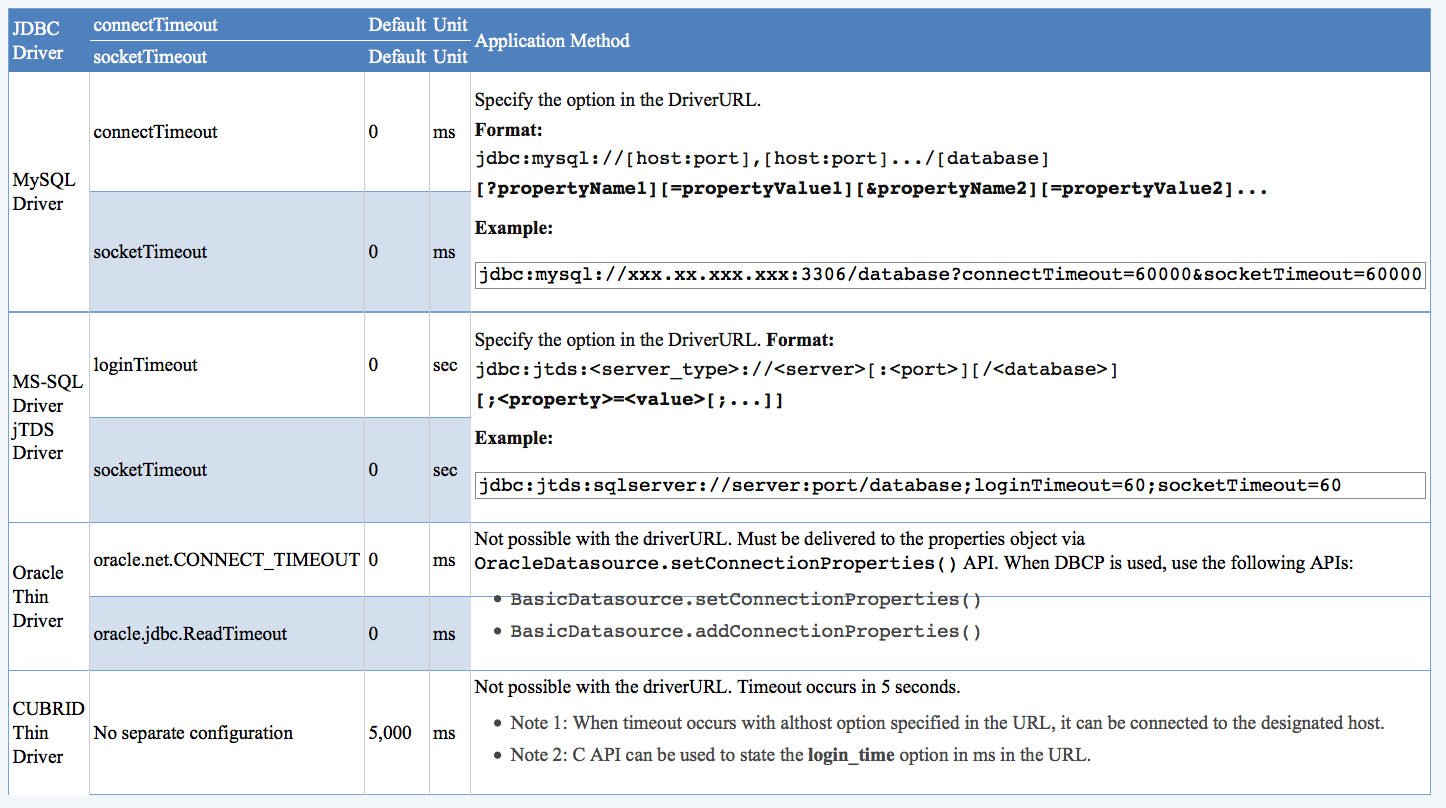 JDBC
Driver
connectTimeout Default Unit
socketTimeout Default Unit
Application Method
MySQL
Driver
connectTimeout 0 ms
socketTimeout 0 ms
Specify the option in the DriverURL.
Format:
jdbc:mysql://[host:port],[host:port].../[database]
[?propertyName1][=propertyValue1][&propertyName2][=propertyValue2]...
Example:
jdbc:mysql://xxx.xx.xxx.xxx:3306/database?connectTimeout=60000&socketTimeout=60000
MS-SQL
Driver
jTDS
Driver
loginTimeout 0 sec
socketTimeout 0 sec
Specify the option in the DriverURL. Format:
jdbc:jtds:<server_type>://<server>[:<port>][/<database>]
[;<property>=<value>[;...]]
Example:
jdbc:jtds:sqlserver://server:port/database;loginTimeout=60;socketTimeout=60
Oracle
Thin
Driver
oracle.net.CONNECT_TIMEOUT 0 ms
oracle.jdbc.ReadTimeout 0 ms
Not possible with the driverURL. Must be delivered to the properties object via
OracleDatasource.setConnectionProperties() API. When DBCP is used, use the following APIs:
• BasicDatasource.setConnectionProperties()
• BasicDatasource.addConnectionProperties()
CUBRID
Thin
Driver
No separate configuration 5,000 ms
Not possible with the driverURL. Timeout occurs in 5 seconds.
• Note 1: When timeout occurs with althost option specified in the URL, it can be connected to the designated host.
• Note 2: C API can be used to state the login_time option in ms in the URL.